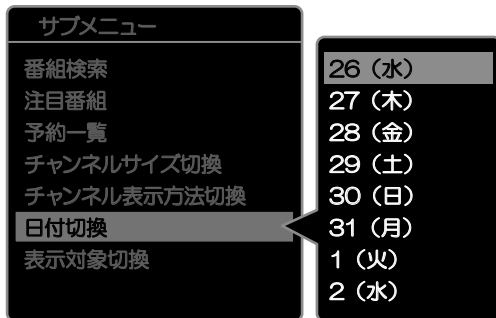 サブメニュー
番組検索
注目番組
予約一覧
チャンネルサイズ切換
チャンネル表示方法切換
日付切換
表示対象切換
26（水）
27（木）
28（金）
29（土）
30（日）
31（月）
1（火）
2（水）